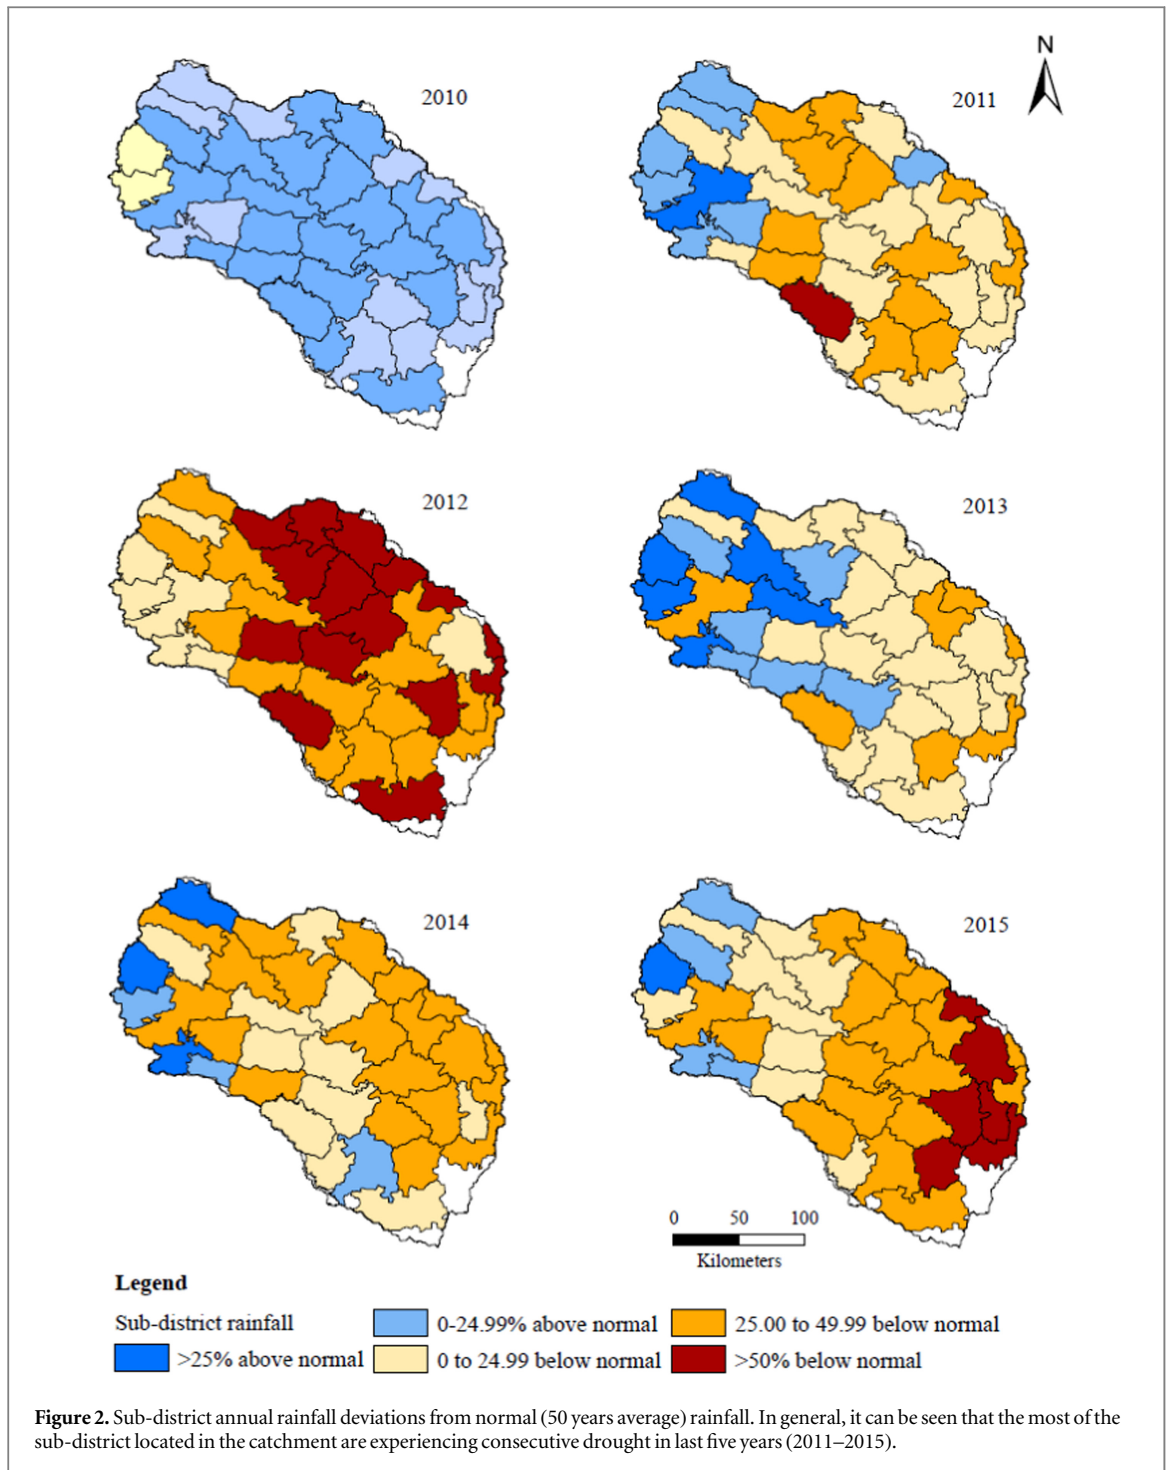 N
2010
2011
2012
2013
2014
2015
0 50 100
Kilometers
Legend
Sub-district rainfall
0-24.99% above normal
25.00 to 49.99 below normal
>25% above normal
0 to 24.99 below normal
>50% below normal
Figure 2. Sub-district annual rainfall deviations from normal (50 years average) rainfall. In general, it can be seen that the most of the
sub-district located in the catchment are experiencing consecutive drought in last five years (2011–2015).